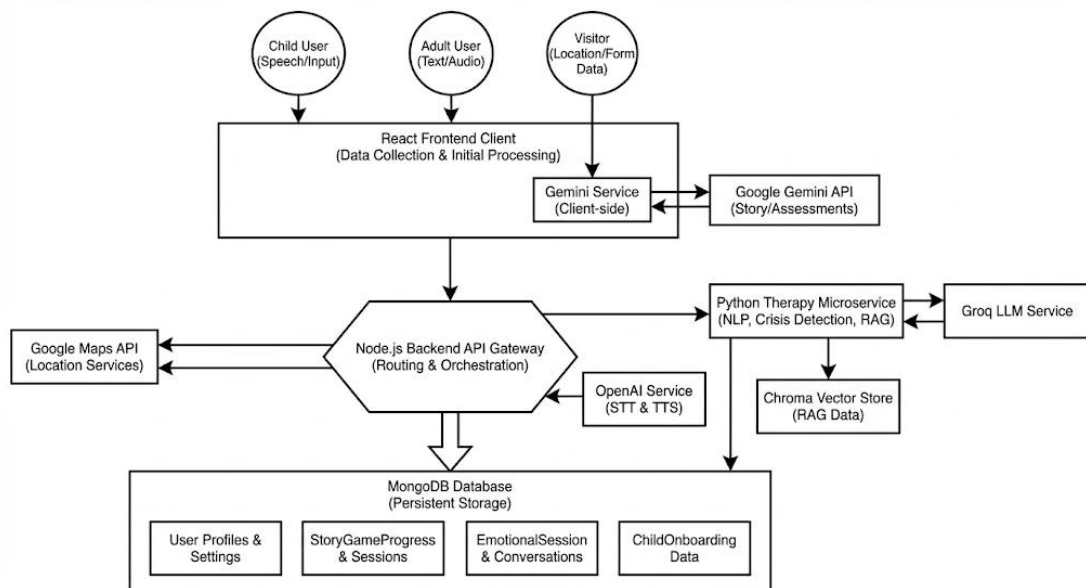 Child User
(Speech/Input)
Adult User
(Text/Audio)
Visitor
(Location/Form
Data)
React Frontend Client
(Data Collection & Initial Processing)
Gemini Service
(Client-side)
Google Gemini API
(Story/Assessments)
Python Therapy Microservice
(NLP, Crisis Detection, RAG)
Groq LLM Service
Google Maps API
(Location Services)
Node.js Backend API Gateway
(Routing & Orchestration)
OpenAI Service
(STT & TTS)
Chroma Vector Store
(RAG Data)
MongoDB Database
(Persistent Storage)
User Profiles &
Settings
StoryGameProgress
& Sessions
EmotionalSession
& Conversations
ChildOnboarding
Data